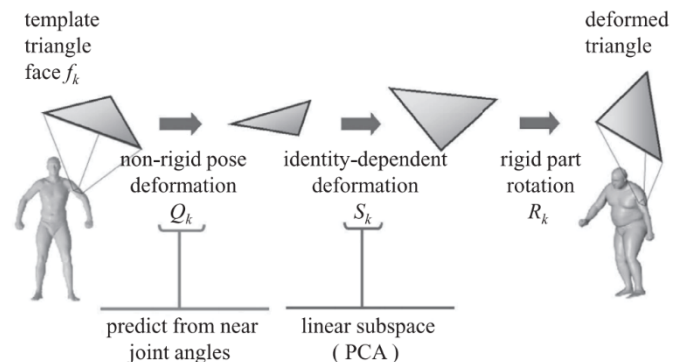 template
triangle
face f_k
deformed
triangle
non-rigid pose
deformation
Q_k
identity-dependent
deformation
S_k
rigid part
rotation
R_k
predict from near
joint angles
linear subspace
( PCA )